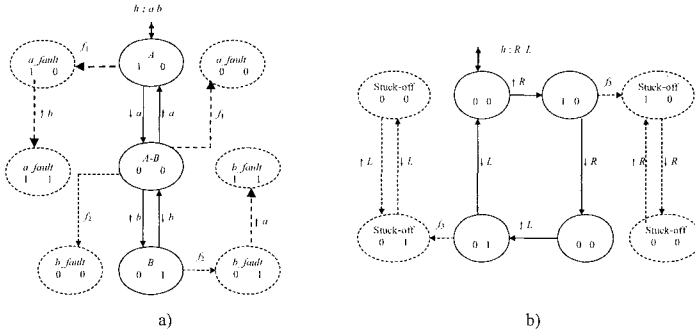 h : a b
a_fault
1 0
f1
A
1 0
a_fault
0 0
↑ b
↓ a
↑ a
f1
a_fault
1 1
A-B
0 0
b_fault
1 1
f2
↑ b
↓ b
↑ a
b_fault
0 0
B
0 1
f2
b_fault
0 1
a)
h : R L
Stuck-off
0 0
0 0
↑ R
1 0
f3
Stuck-off
1 0
↑ L
↓ L
↓ L
↓ R
↑ R
↓ R
Stuck-off
0 1
f3
0 1
↑ L
0 0
Stuck-off
0 0
b)